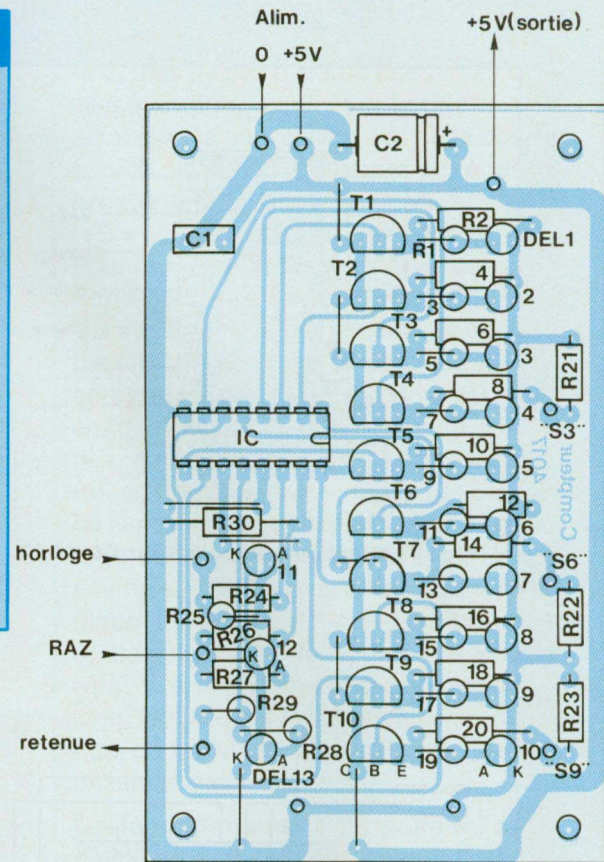 Alim.
0 +5V
+5V(sortie)
C2 +
T1
R2
C1
R1 DEL1
T2
4
3 2
T3
6
5 3
R21
T4
8
7 4
"S3"
IC
T5
10
9 5
4017
Compteur
T6
12
R30
11 6
14
horloge
K A
11
T7
"S6"
13 7
R24
R25
T8
16
R22
R26
12
15 8
RAZ
K A
R27
T9
18
17 9
R23
R29
T10
20
retenue
K A
R28
19 10
"S9"
DEL13
C B E A K